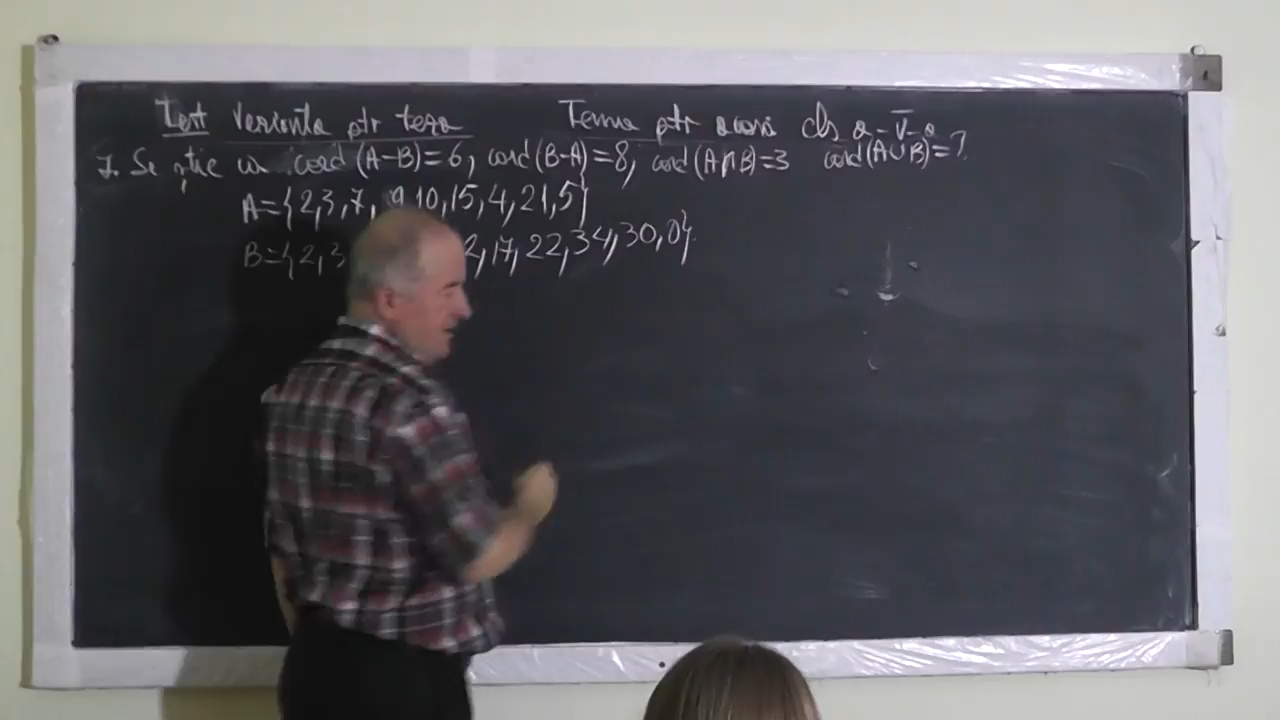 Test Varianta ptr teza Tema ptr acasă cls a-V-a
7. Se știe că card (A-B)=6, card (B-A)=8, card (A∩B)=3 card (A∪B)=?
A={2,3,7, 9,10,15,4,21,5}
B={2,3 2,17,22,34,30,0}.